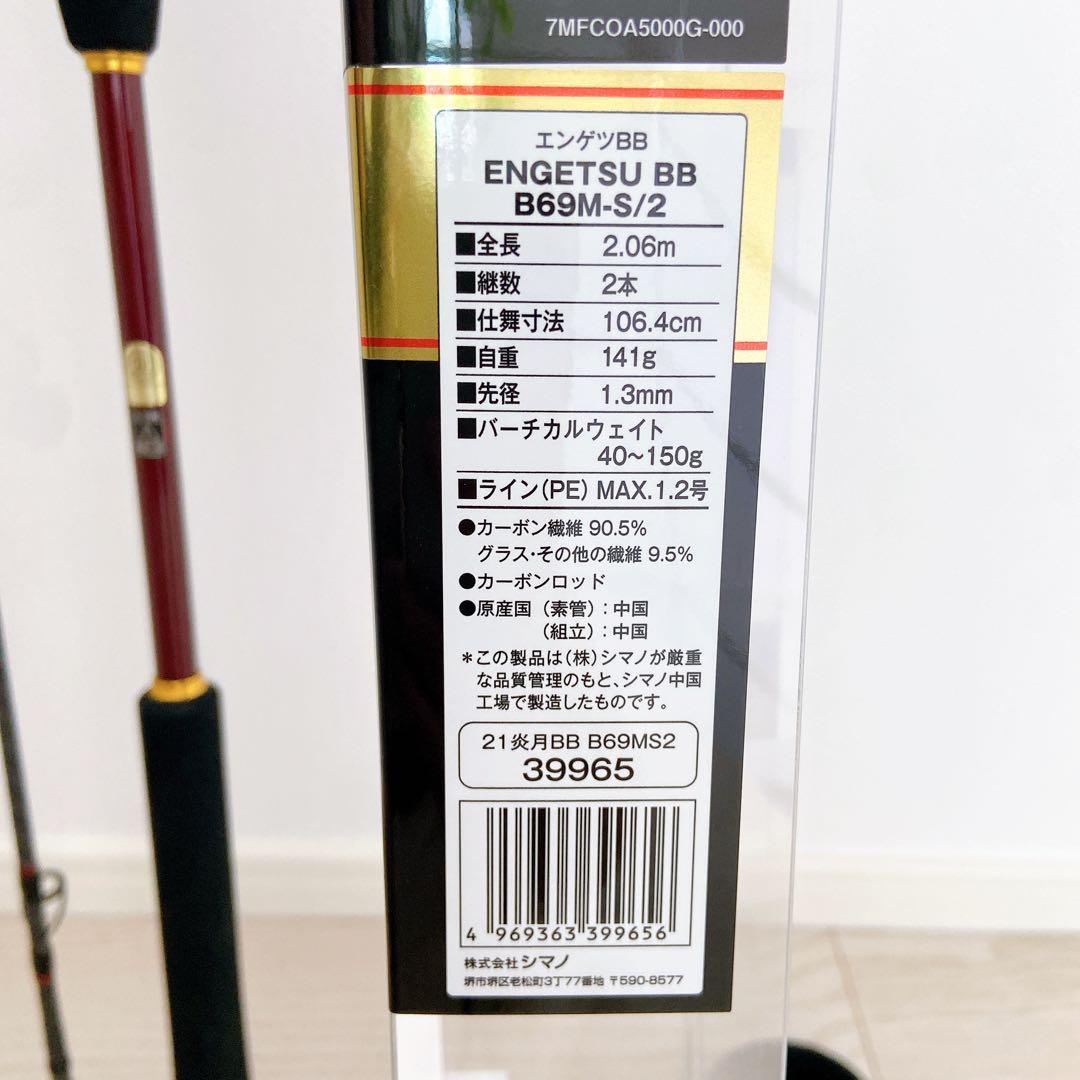 7MFCOA5000G-000
エンゲツBB
ENGETSU BB
B69M-S/2
■全長 2.06m
■継数 2本
■仕舞寸法 106.4cm
■自重 141g
■先径 1.3mm
■バーチカルウェイト
40~150g
■ライン(PE) MAX.1.2号
●カーボン繊維 90.5%
グラス・その他の繊維 9.5%
●カーボンロッド
●原産国(素管):中国
(組立):中国
*この製品は(株)シマノが厳重
な品質管理のもと、シマノ中国
工場で製造したものです。
21炎月BB B69MS2
39965
4 969363 399656
株式会社シマノ
堺市堺区老松町3丁77番地 〒590-8577